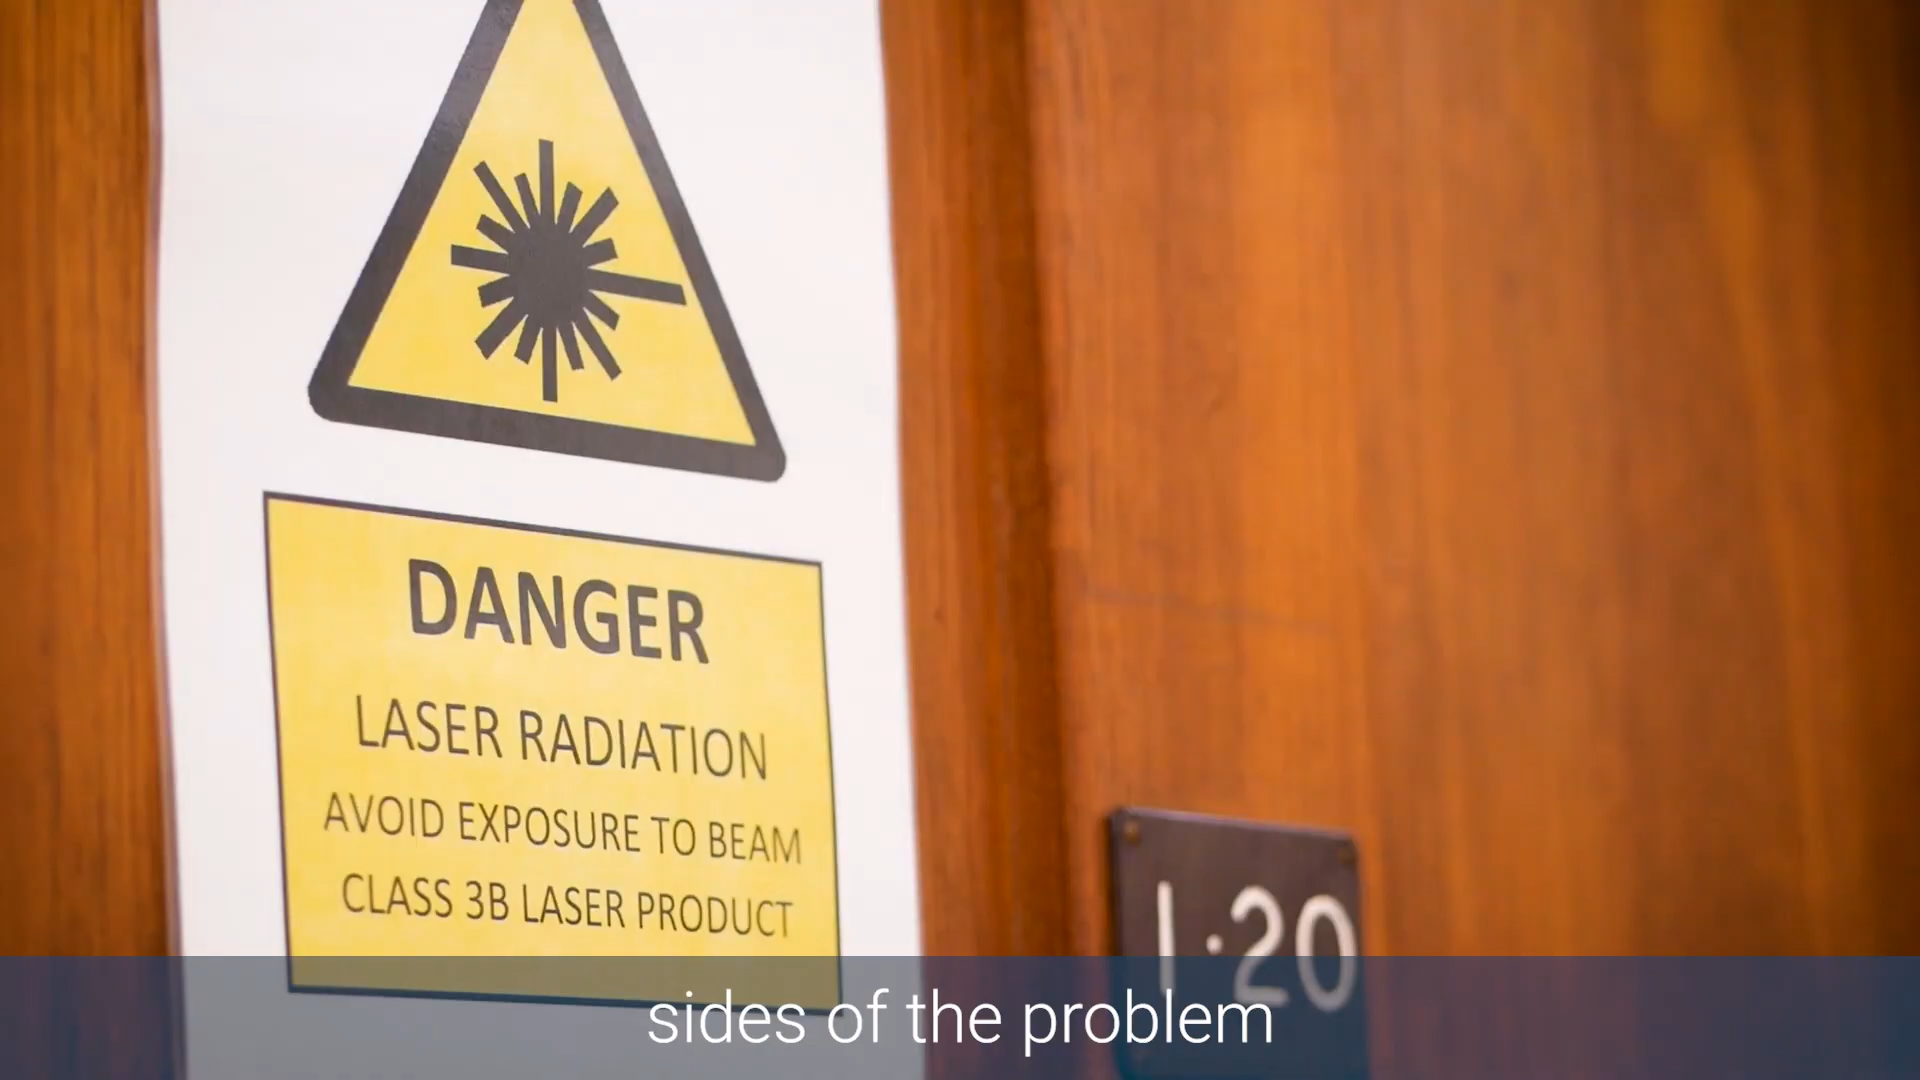 DANGER
LASER RADIATION
AVOID EXPOSURE TO BEAM
CLASS 3B LASER PRODUCT
1·20
sides of the problem